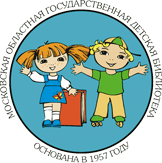 МОСКОВСКАЯ ОБЛАСТНАЯ ГОСУДАРСТВЕННАЯ ДЕТСКАЯ БИБЛИОТЕКА
ОСНОВАНА В 1957 ГОДУ